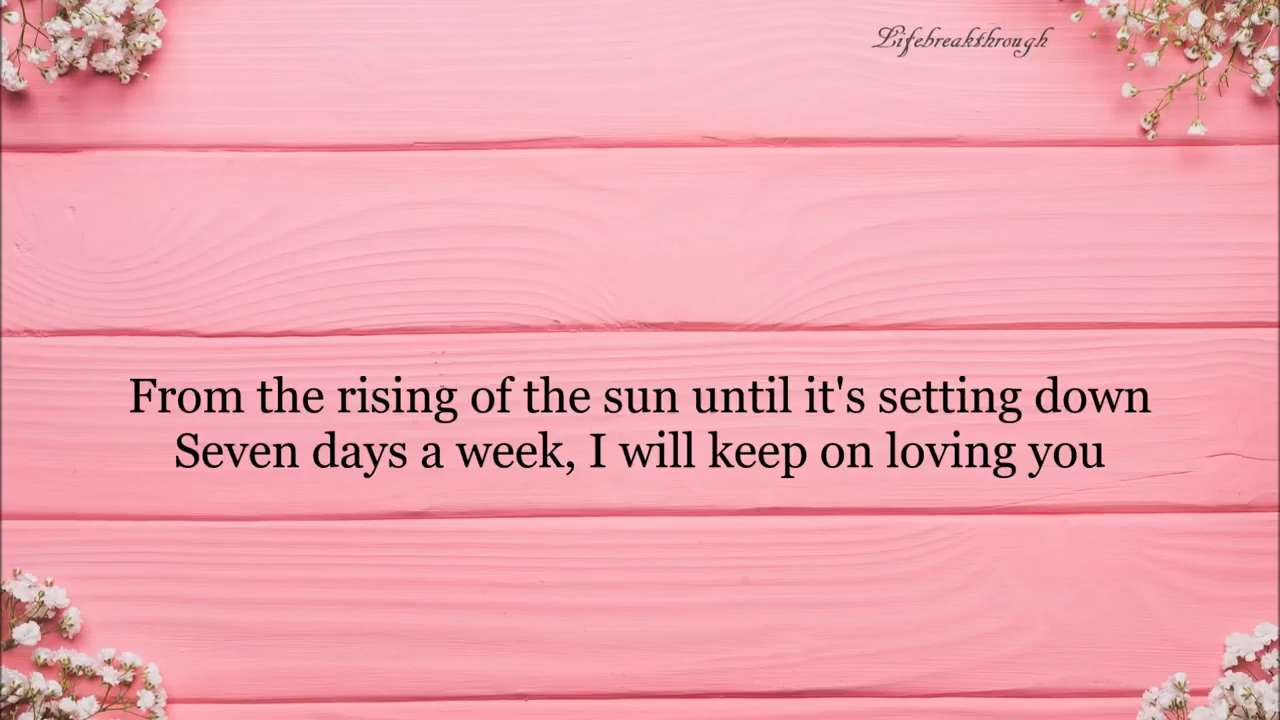 Lifebreakthrough
From the rising of the sun until it's setting down
Seven days a week, I will keep on loving you